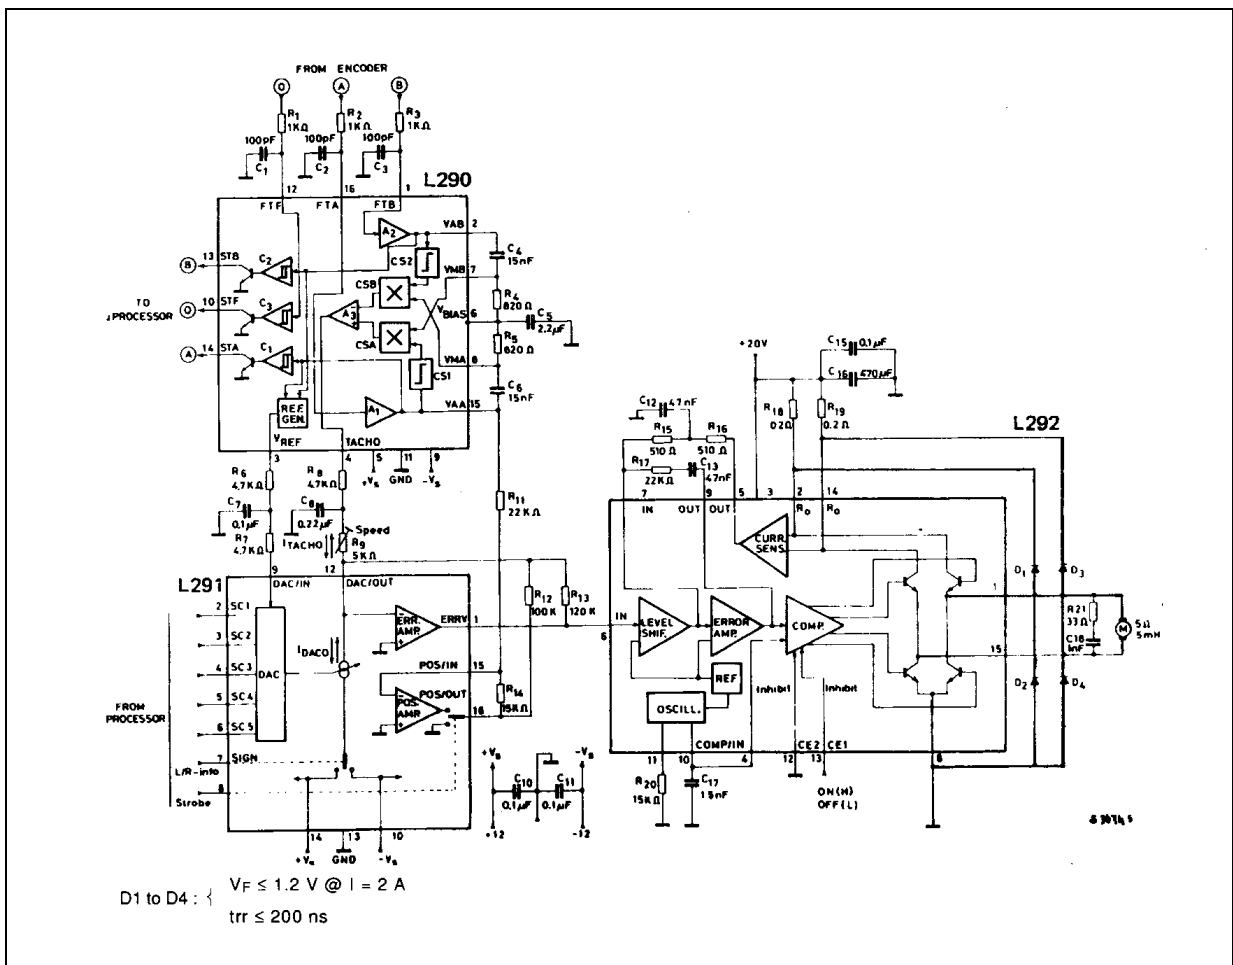 FROM ENCODER
O A B
R1 1KΩ
R2 1KΩ
R3 1KΩ
100pF C1
100pF C2
100pF C3
12 16 1
L290
FTF FTA FTB
A2 VAB 2
C4 15nF
13 STB
B
C2
CS2
VMB 7
CSB
R4 820Ω
TO
PROCESSOR
10 STF
O
C3
A3
VBIAS 6
C5 2.2μF
CSA
R5 820Ω
14 STA
A
C1
VMA 8
CS1
C6 15nF
REF. GEN.
A1
VAA 15
VREF TACHO
3 4 5 11 9
+Vs GND -Vs
R6 4,7KΩ
R8 4,7KΩ
C7 0,1μF
C8 0,22μF
R7 4,7KΩ
Speed
ITACHO
R9 5KΩ
R11 22KΩ
9 12
L291
DAC/IN DAC/OUT
R12 100K
R13 120K
2 SC1
3 SC2
4 SC3
5 SC4
6 SC5
DAC
IDACO
ERR. AMP.
ERRV 1
POS/IN 15
POS. AMP.
POS/OUT
16
R14 15KΩ
FROM
PROCESSOR
7 SIGN
L/R-info
8
Strobe
14 13 10
+Vs GND -Vs
+Vs -Vs
C10 0,1μF
C11 0,1μF
+12 -12
+20V
C15 0,1μF
C16 470μF
C12 47nF
R15 510Ω
R16 510Ω
R17 22KΩ
C13 47nF
R18 0.2Ω
R19 0.2Ω
L292
7 9 5 3 2 14
IN OUT OUT Ro Ro
CURR. SENS.
IN
6
LEVEL SHIF.
ERROR AMP.
COMP.
REF
OSCILL.
Inhibit Inhibit
COMP/IN CE2 CE1
11 10 4 12 13 8
R20 15KΩ
C17 1.5nF
ON(H)
OFF(L)
1
15
D1 D3
D2 D4
R21 33Ω
C18 1nF
M
5Ω
5mH
D1 to D4 : { VF ≤ 1.2 V @ I = 2 A
trr ≤ 200 ns